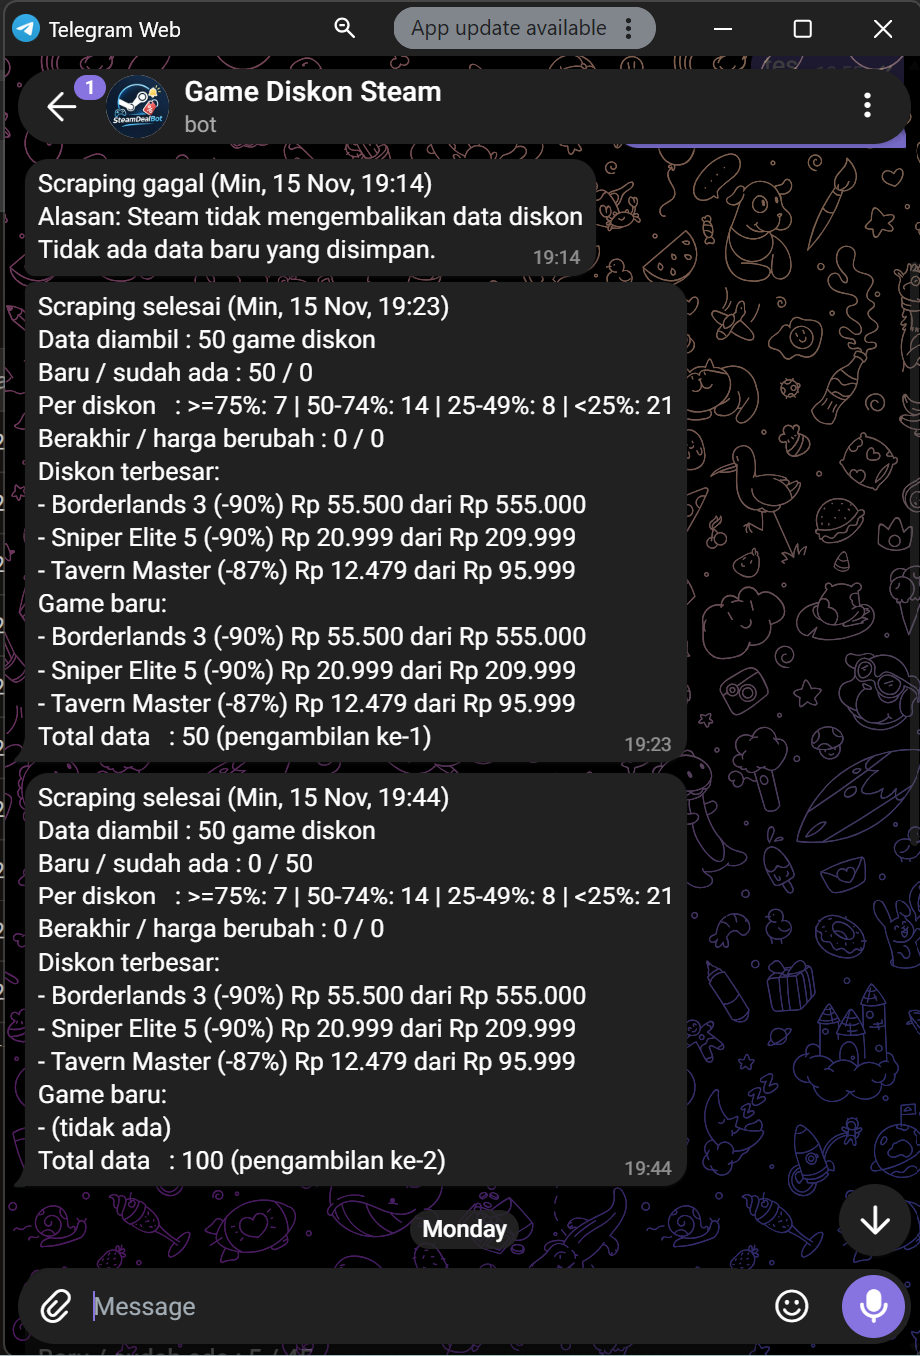 Telegram Web
App update available
1
Game Diskon Steam
bot
SteamDealBot
Scraping gagal (Min, 15 Nov, 19:14)
Alasan: Steam tidak mengembalikan data diskon
Tidak ada data baru yang disimpan.
19:14
Scraping selesai (Min, 15 Nov, 19:23)
Data diambil : 50 game diskon
Baru / sudah ada : 50 / 0
Per diskon : >=75%: 7 | 50-74%: 14 | 25-49%: 8 | <25%: 21
Berakhir / harga berubah : 0 / 0
Diskon terbesar:
- Borderlands 3 (-90%) Rp 55.500 dari Rp 555.000
- Sniper Elite 5 (-90%) Rp 20.999 dari Rp 209.999
- Tavern Master (-87%) Rp 12.479 dari Rp 95.999
Game baru:
- Borderlands 3 (-90%) Rp 55.500 dari Rp 555.000
- Sniper Elite 5 (-90%) Rp 20.999 dari Rp 209.999
- Tavern Master (-87%) Rp 12.479 dari Rp 95.999
Total data : 50 (pengambilan ke-1)
19:23
Scraping selesai (Min, 15 Nov, 19:44)
Data diambil : 50 game diskon
Baru / sudah ada : 0 / 50
Per diskon : >=75%: 7 | 50-74%: 14 | 25-49%: 8 | <25%: 21
Berakhir / harga berubah : 0 / 0
Diskon terbesar:
- Borderlands 3 (-90%) Rp 55.500 dari Rp 555.000
- Sniper Elite 5 (-90%) Rp 20.999 dari Rp 209.999
- Tavern Master (-87%) Rp 12.479 dari Rp 95.999
Game baru:
- (tidak ada)
Total data : 100 (pengambilan ke-2)
19:44
Monday
Message